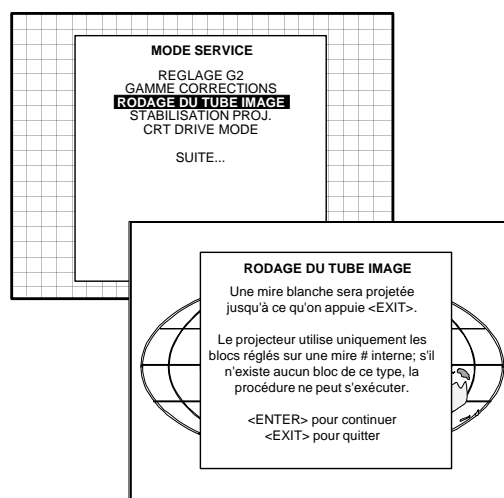 MODE SERVICE
REGLAGE G2
GAMME CORRECTIONS
RODAGE DU TUBE IMAGE
STABILISATION PROJ.
CRT DRIVE MODE
SUITE...
RODAGE DU TUBE IMAGE
Une mire blanche sera projetée
jusqu'à ce qu'on appuie <EXIT>.
Le projecteur utilise uniquement les
blocs réglés sur une mire # interne; s'il
n'existe aucun bloc de ce type, la
procédure ne peut s'exécuter.
<ENTER> pour continuer
<EXIT> pour quitter